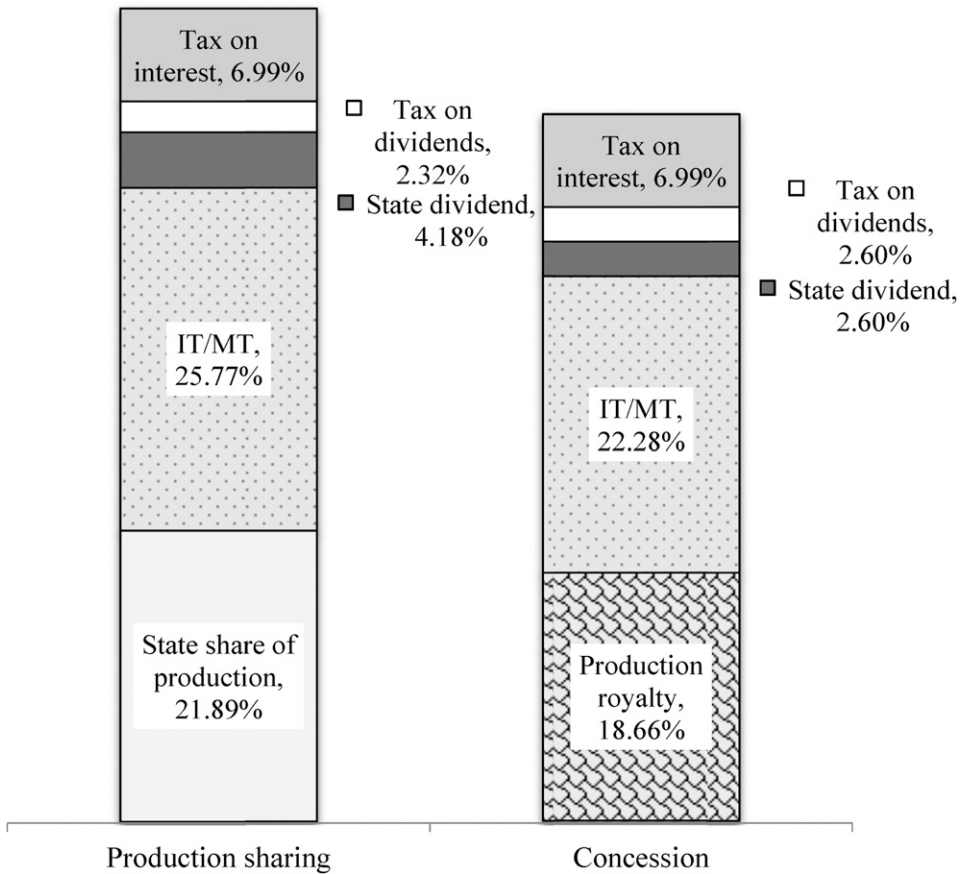 Tax on
interest, 6.99%
Tax on
dividends,
2.32%
State dividend,
4.18%
IT/MT,
25.77%
State share of
production,
21.89%
Production sharing
Tax on
interest, 6.99%
Tax on
dividends,
2.60%
State dividend,
2.60%
IT/MT,
22.28%
Production
royalty,
18.66%
Concession